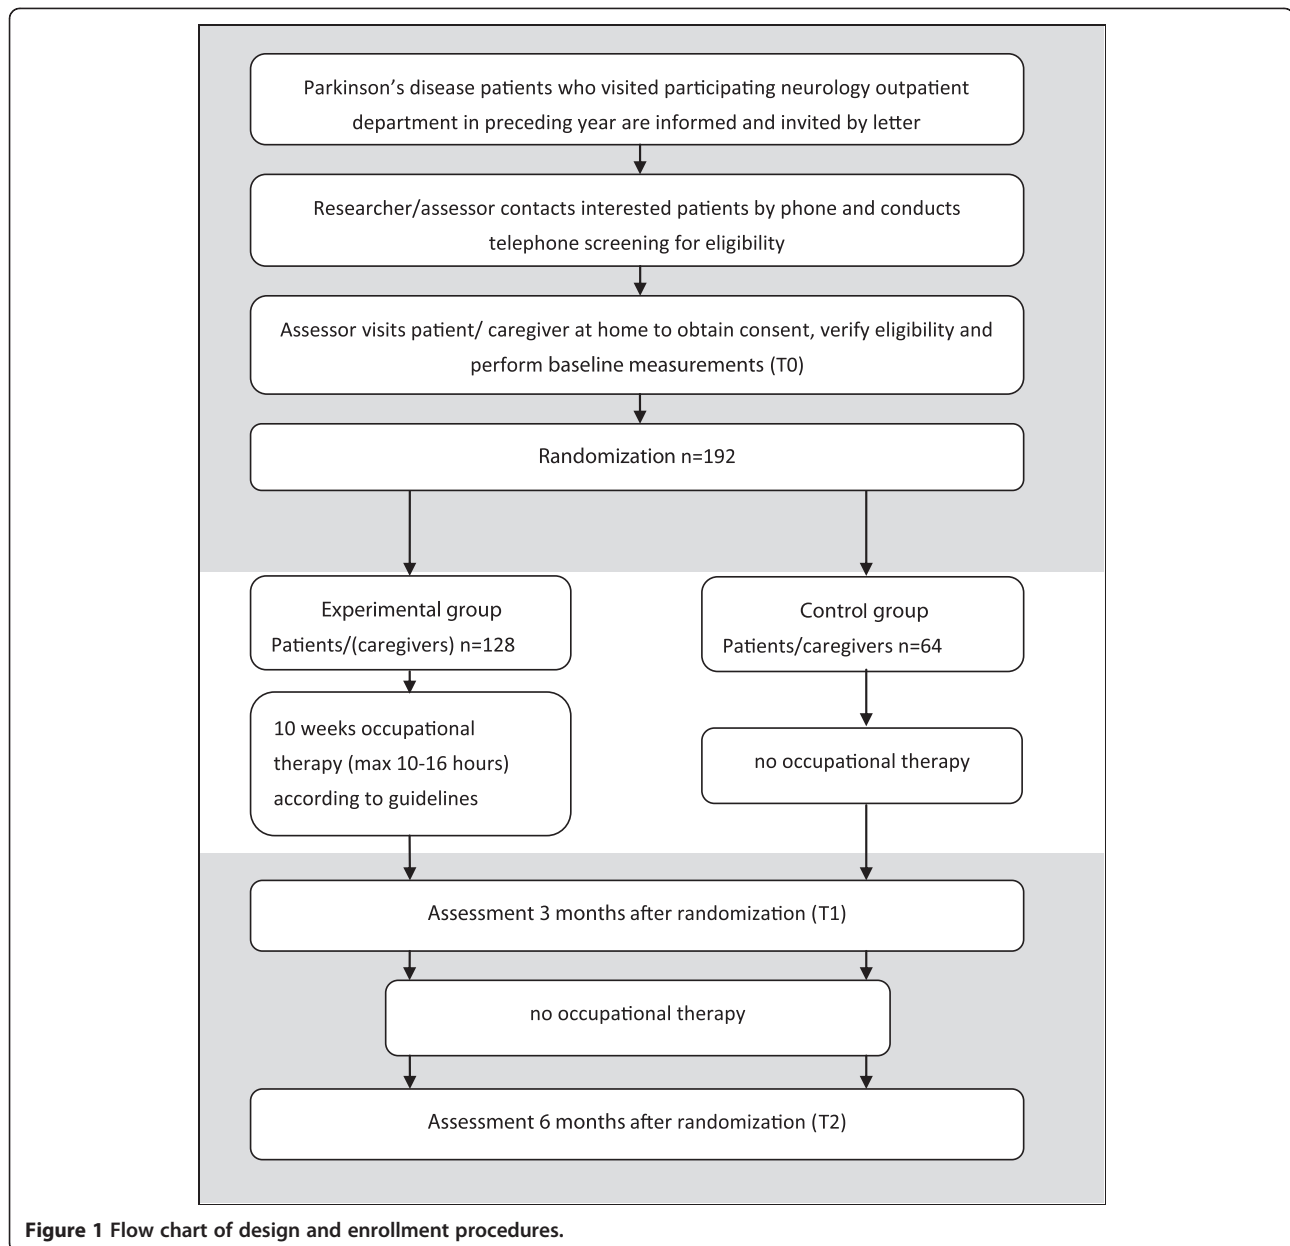 Parkinson’s disease patients who visited participating neurology outpatient
department in preceding year are informed and invited by letter
Researcher/assessor contacts interested patients by phone and conducts
telephone screening for eligibility
Assessor visits patient/ caregiver at home to obtain consent, verify eligibility and
perform baseline measurements (T0)
Randomization n=192
Experimental group
Patients/(caregivers) n=128
Control group
Patients/caregivers n=64
10 weeks occupational
therapy (max 10-16 hours)
according to guidelines
no occupational therapy
Assessment 3 months after randomization (T1)
no occupational therapy
Assessment 6 months after randomization (T2)
Figure 1 Flow chart of design and enrollment procedures.